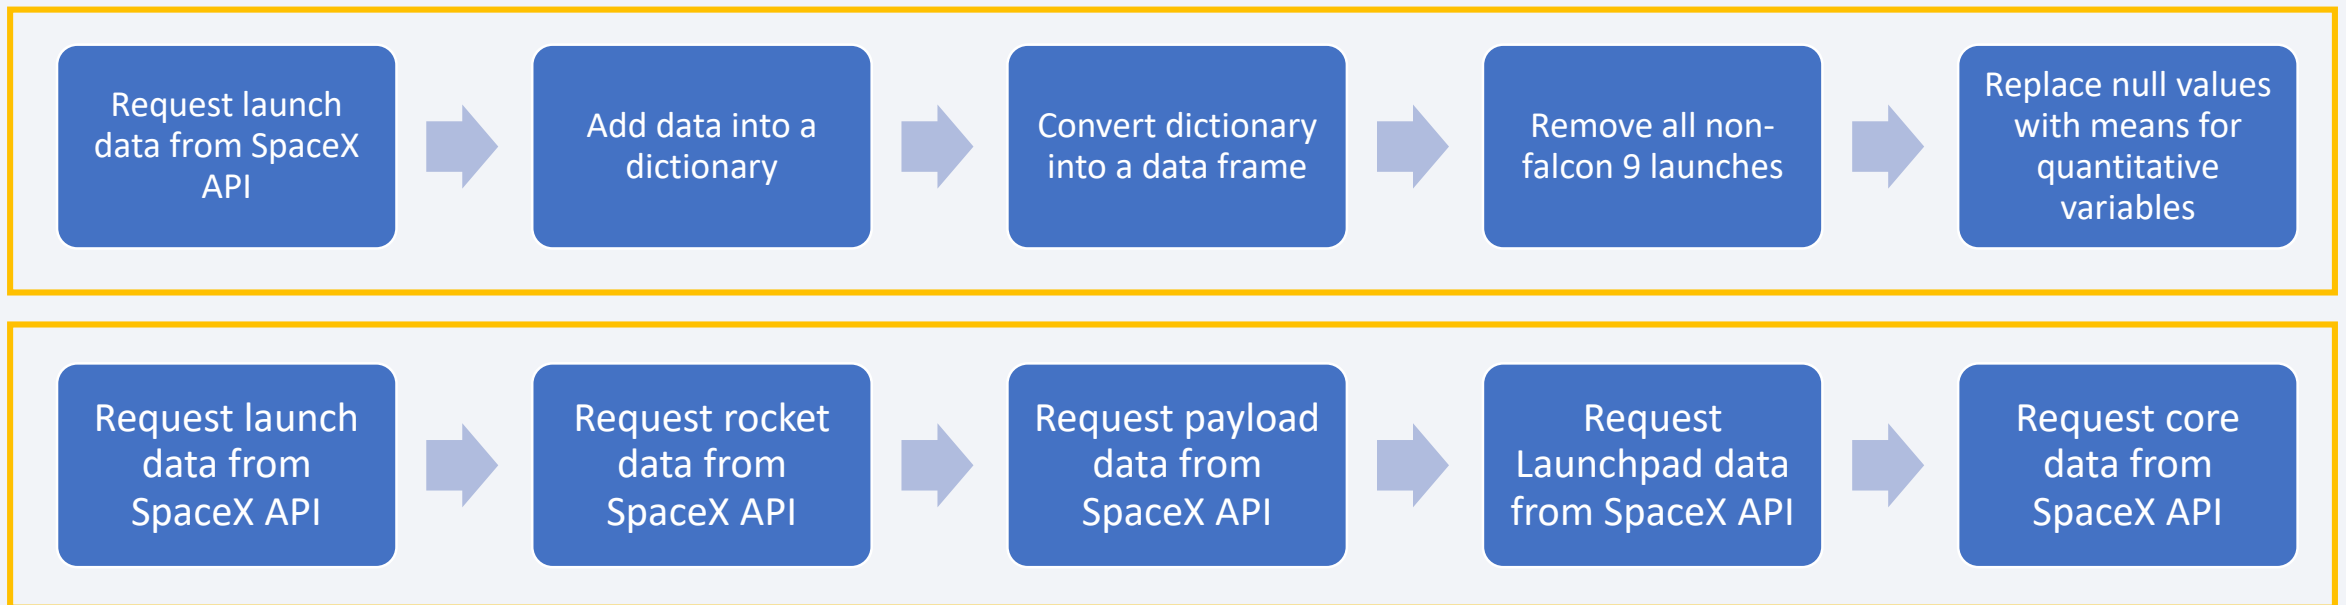 Request launch
data from SpaceX
API
Add data into a
dictionary
Convert dictionary
into a data frame
Remove all non-
falcon 9 launches
Replace null values
with means for
quantitative
variables
Request launch
data from
SpaceX API
Request rocket
data from
SpaceX API
Request payload
data from
SpaceX API
Request
Launchpad data
from SpaceX API
Request core
data from
SpaceX API